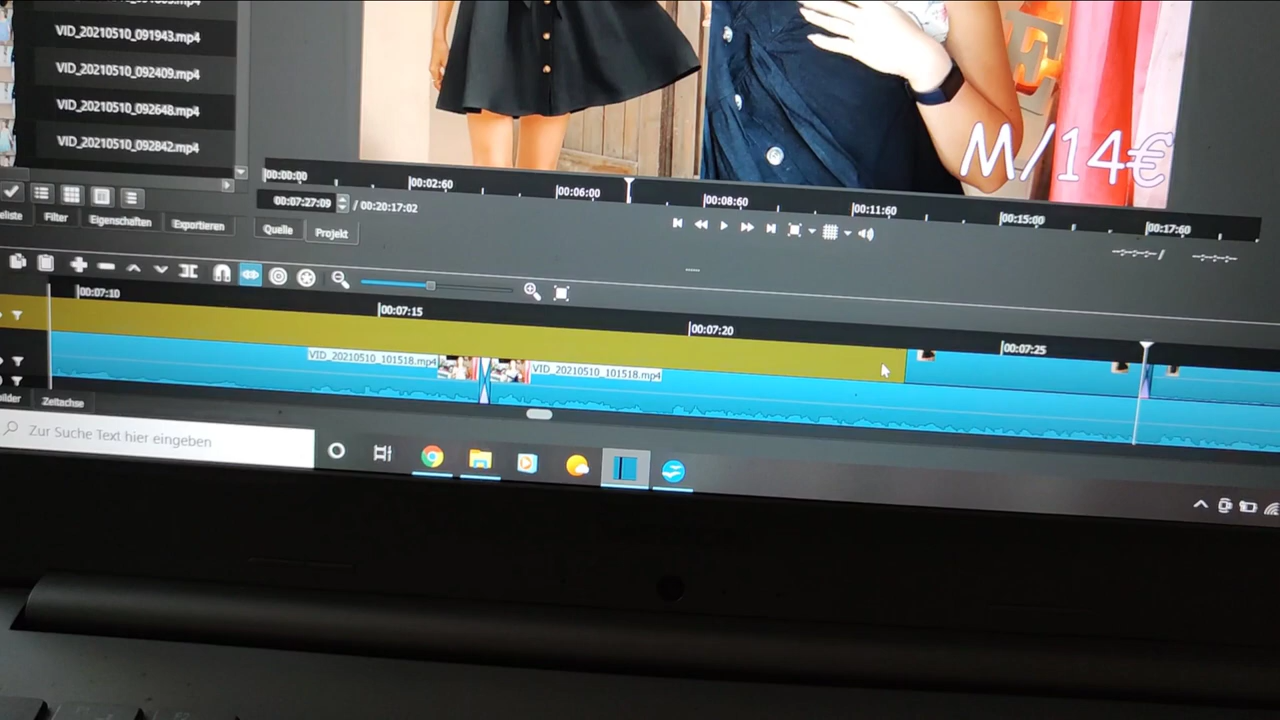 VID_20210510_091943.mp4
VID_20210510_092409.mp4
VID_20210510_092648.mp4
VID_20210510_092842.mp4
M/14€
00:00:00
00:02:60
00:06:00
00:08:60
00:11:60
00:15:00
00:17:60
00:07:27:09
/ 00:20:17:02
--:--:--:-- /
--:--:--:--
Filter
Eigenschaften
Exportieren
Quelle
Projekt
00:07:10
00:07:15
00:07:20
00:07:25
VID_20210510_101518.mp4
VID_20210510_101518.mp4
Zeitachse
Zur Suche Text hier eingeben